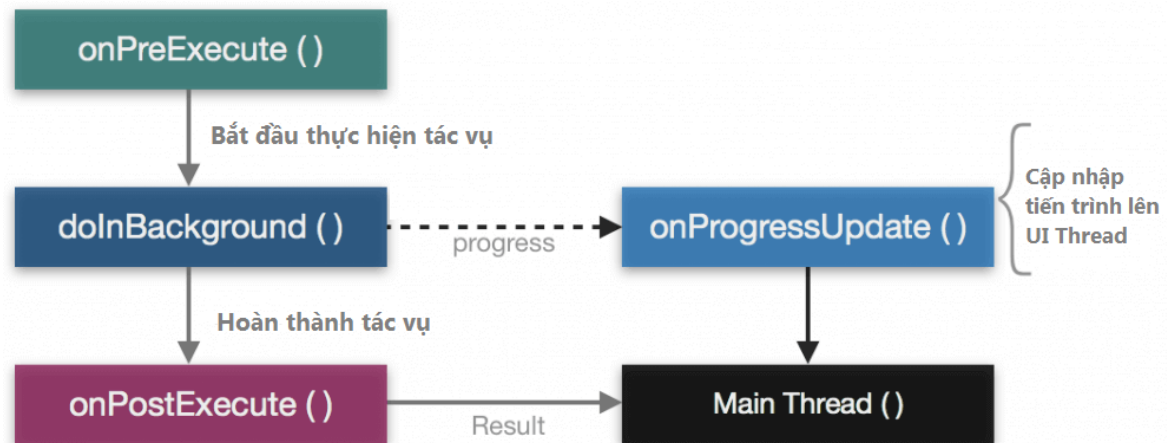 onPreExecute ( )
Bắt đầu thực hiện tác vụ
doInBackground ( )
progress
onProgressUpdate ( )
Cập nhập
tiến trình lên
UI Thread
Hoàn thành tác vụ
onPostExecute ( )
Result
Main Thread ( )